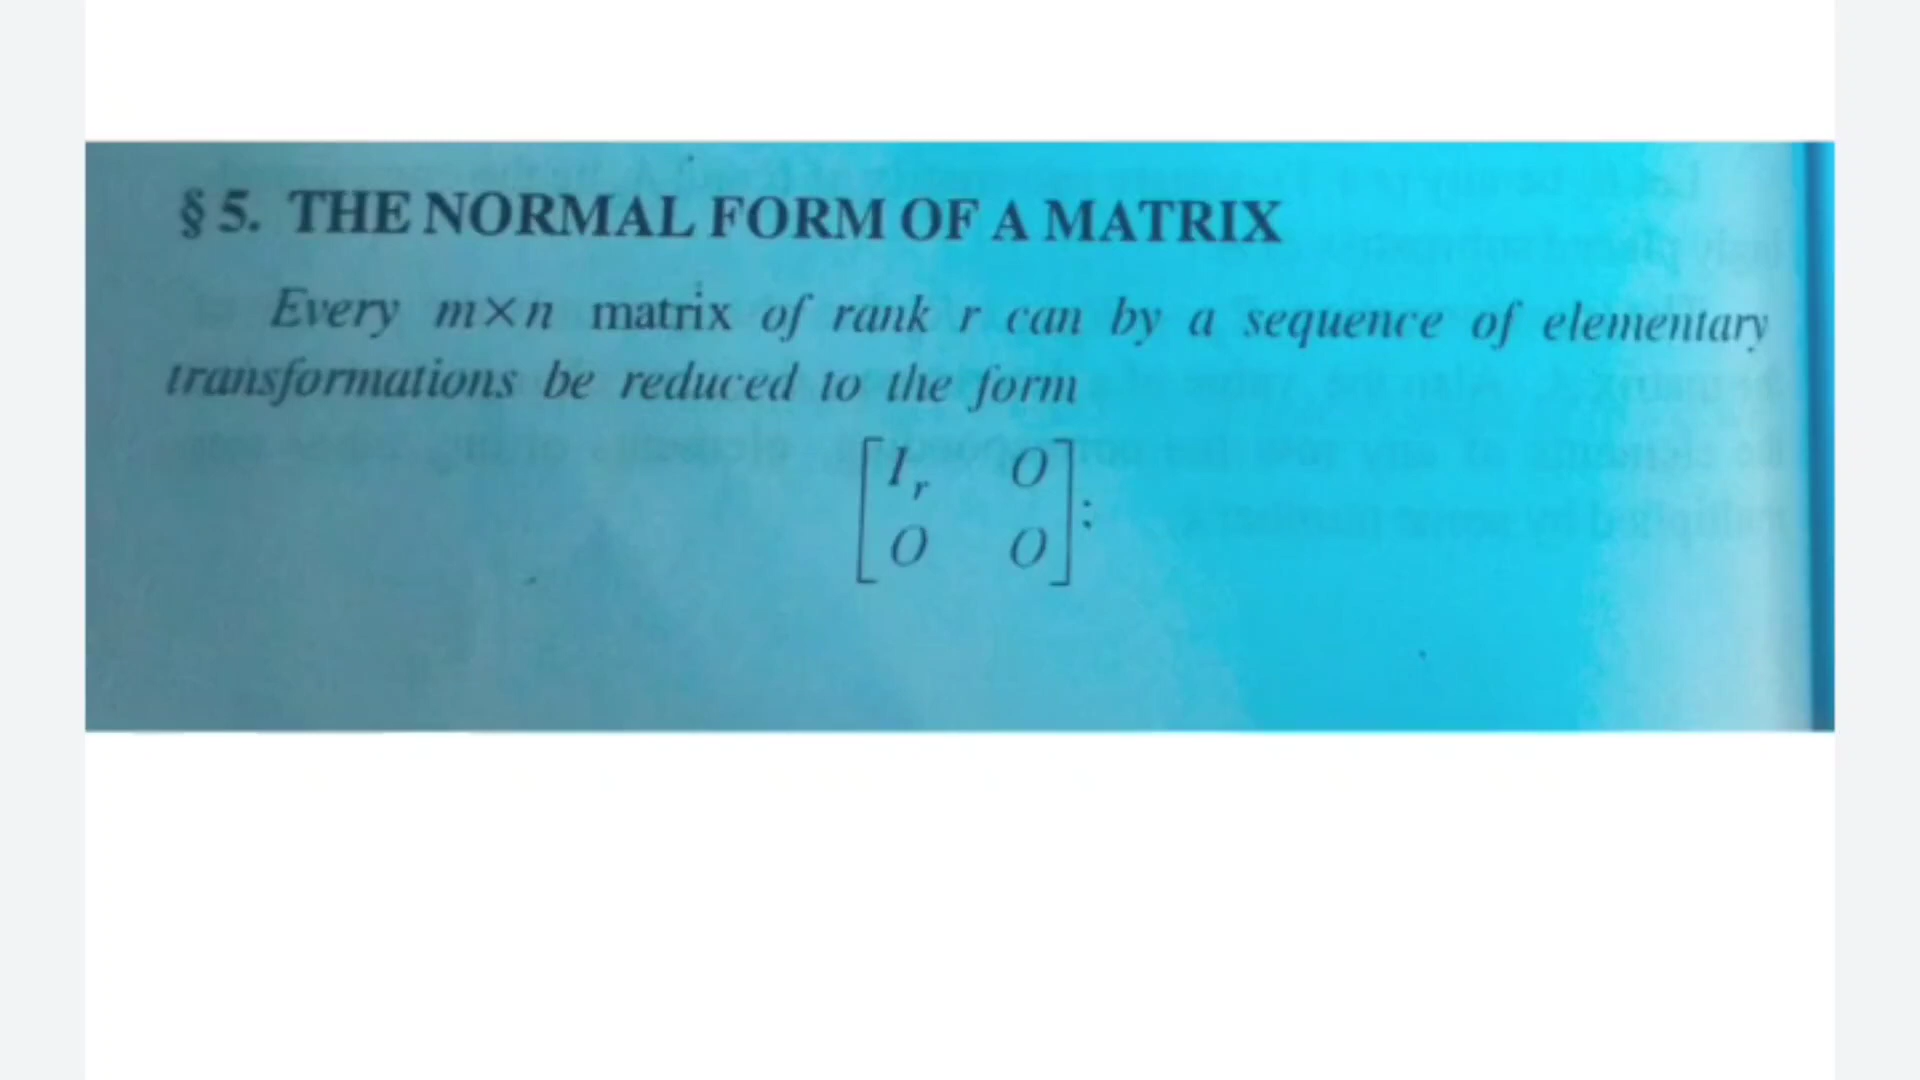 § 5. THE NORMAL FORM OF A MATRIX
Every m×n matrix of rank r can by a sequence of elementary
transformations be reduced to the form
[ I_r O
O O ]: